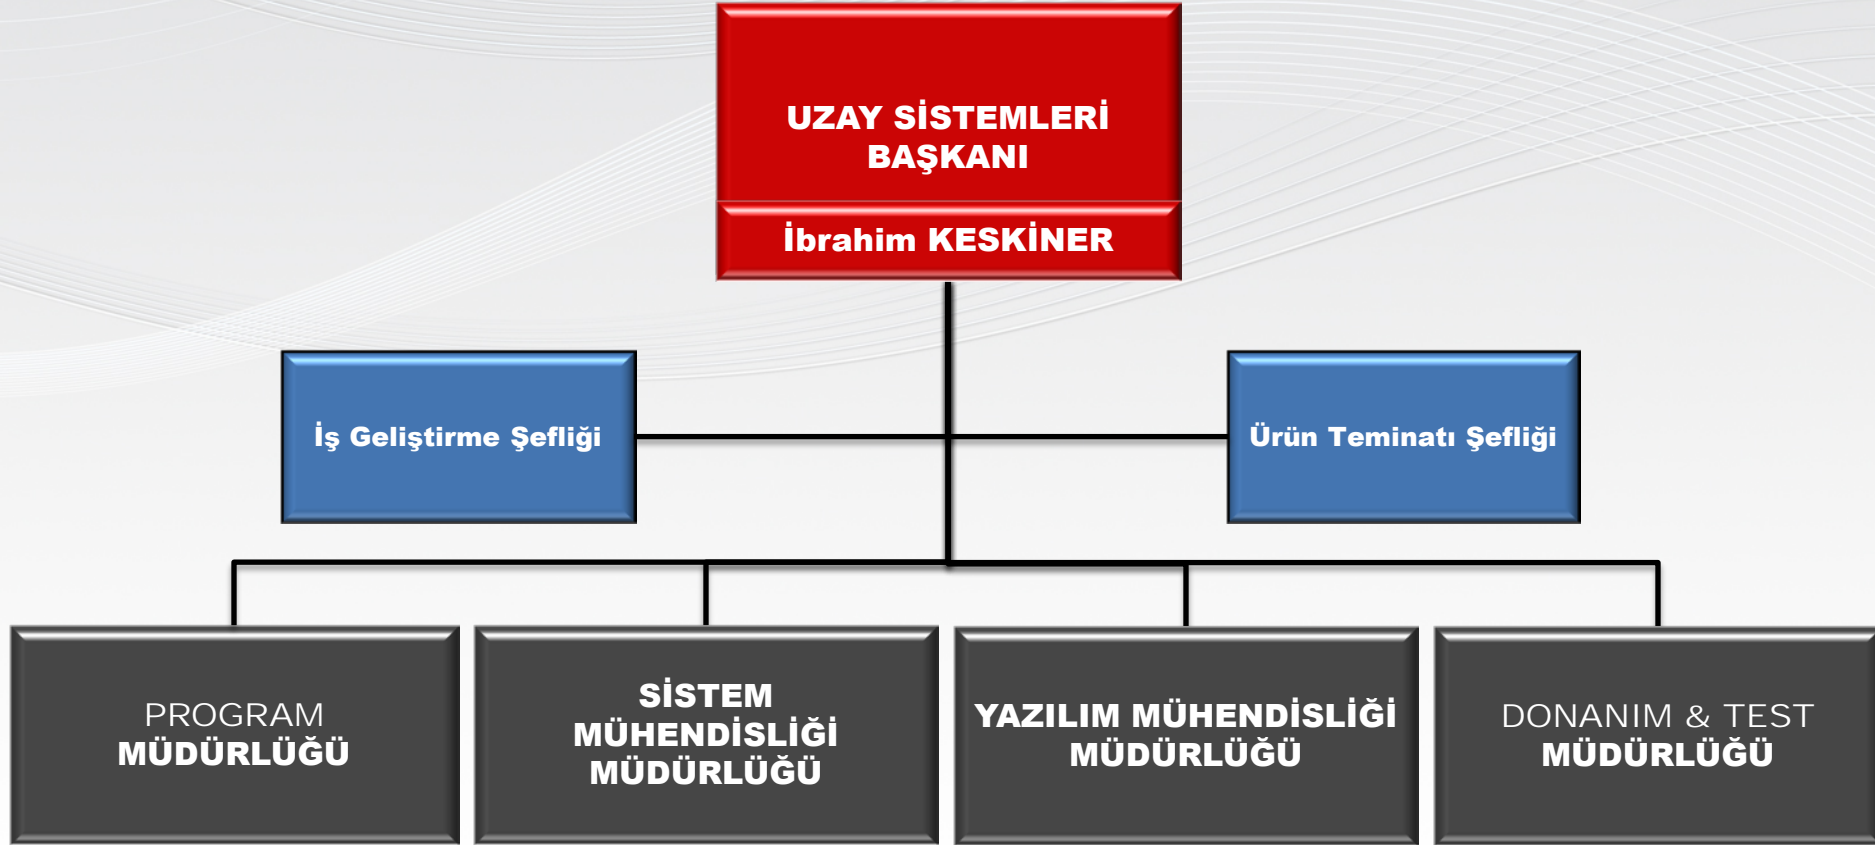 UZAY SİSTEMLERİ
BAŞKANI
İbrahim KESKİNER
İş Geliştirme Şefliği
Ürün Teminatı Şefliği
PROGRAM
MÜDÜRLÜĞÜ
SİSTEM
MÜHENDİSLİĞİ
MÜDÜRLÜĞÜ
YAZILIM MÜHENDİSLİĞİ
MÜDÜRLÜĞÜ
DONANIM & TEST
MÜDÜRLÜĞÜ